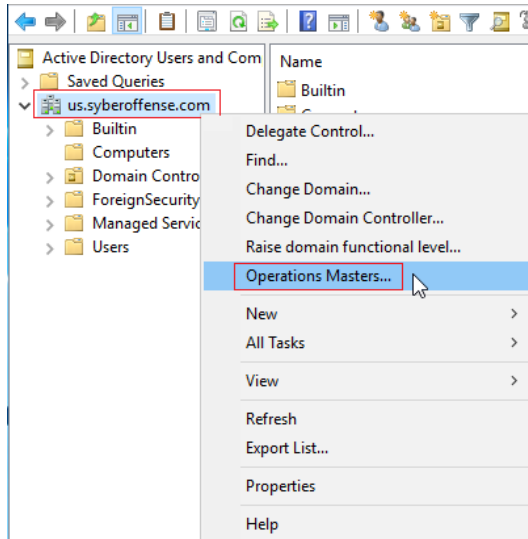 Active Directory Users and Com
Saved Queries
us.syberoffense.com
Builtin
Computers
Domain Contro
ForeignSecurity
Managed Servic
Users
Name
Builtin
Delegate Control...
Find...
Change Domain...
Change Domain Controller...
Raise domain functional level...
Operations Masters...
New
All Tasks
View
Refresh
Export List...
Properties
Help